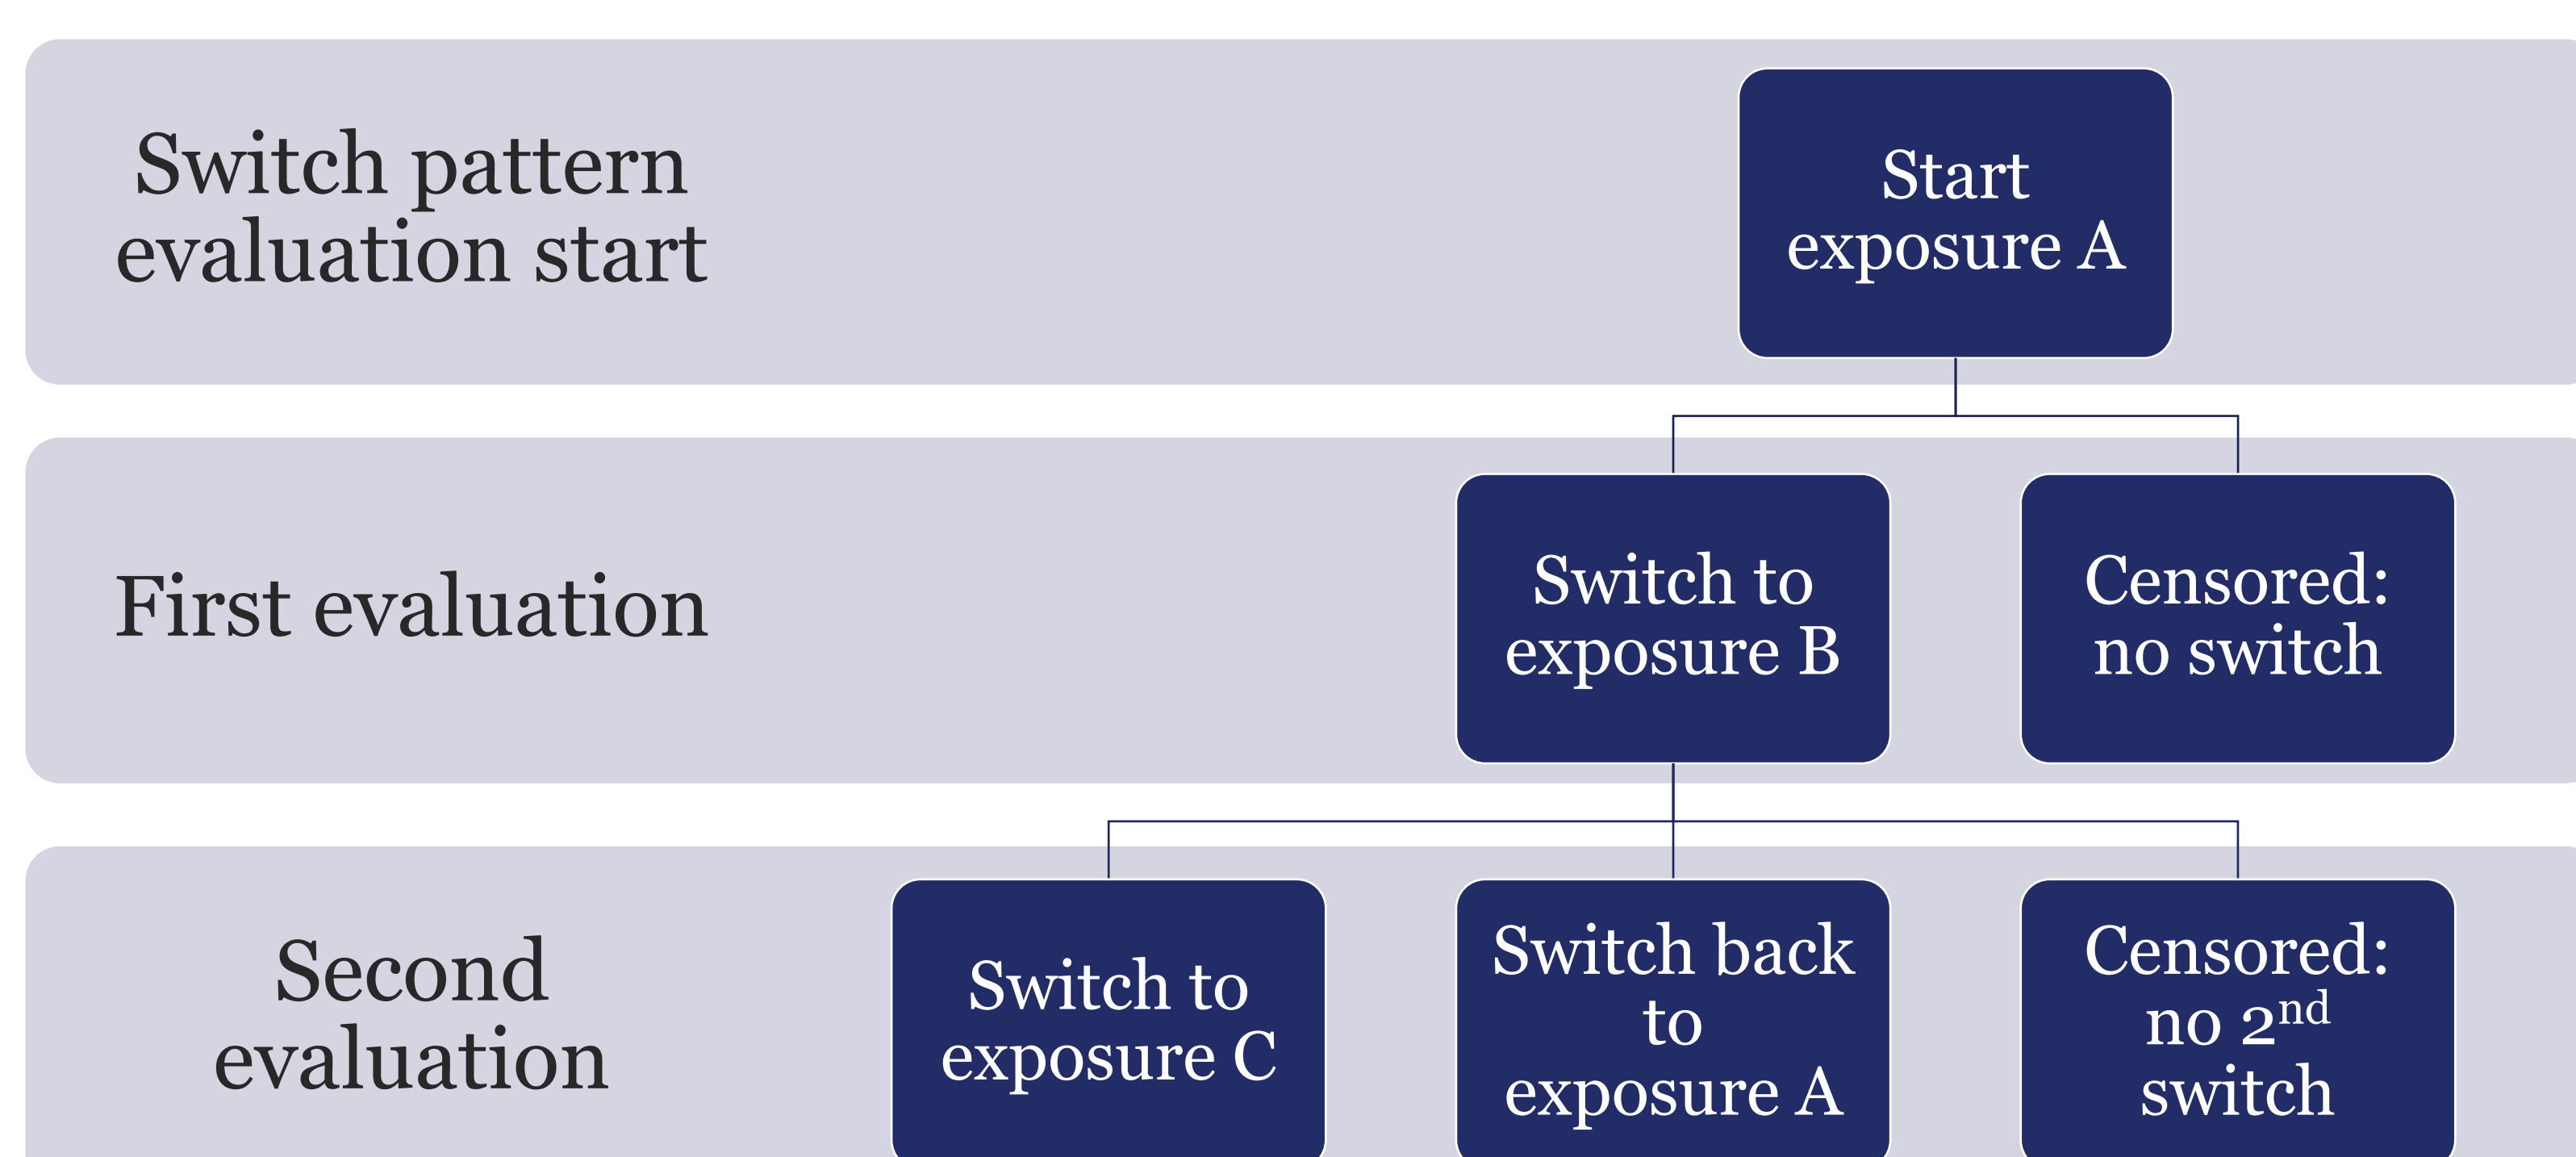 Switch pattern
evaluation start
Start
exposure A
First evaluation
Switch to
exposure B
Censored:
no switch
Second
evaluation
Switch to
exposure C
Switch back
to
exposure A
Censored:
no 2nd
switch